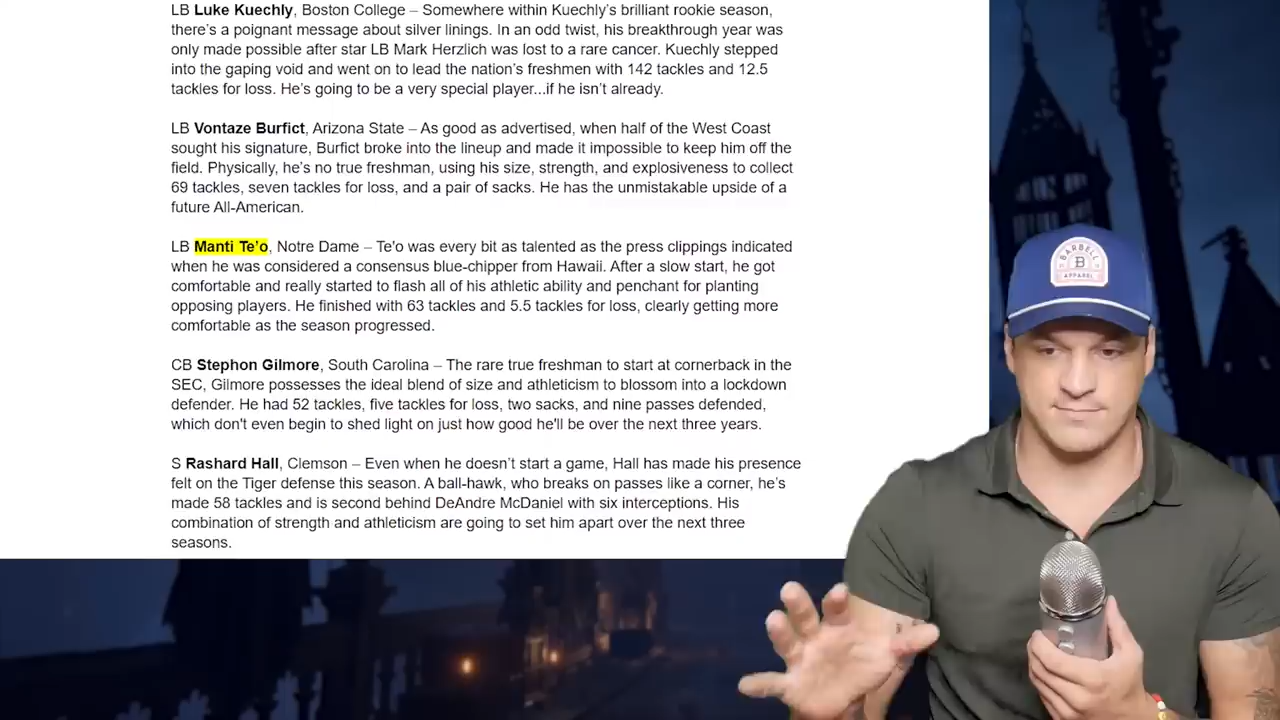 LB Luke Kuechly, Boston College – Somewhere within Kuechly's brilliant rookie season,
there's a poignant message about silver linings. In an odd twist, his breakthrough year was
only made possible after star LB Mark Herzlich was lost to a rare cancer. Kuechly stepped
into the gaping void and went on to lead the nation's freshmen with 142 tackles and 12.5
tackles for loss. He's going to be a very special player...if he isn't already.
LB Vontaze Burfict, Arizona State – As good as advertised, when half of the West Coast
sought his signature, Burfict broke into the lineup and made it impossible to keep him off the
field. Physically, he's no true freshman, using his size, strength, and explosiveness to collect
69 tackles, seven tackles for loss, and a pair of sacks. He has the unmistakable upside of a
future All-American.
LB Manti Te'o, Notre Dame – Te'o was every bit as talented as the press clippings indicated
when he was considered a consensus blue-chipper from Hawaii. After a slow start, he got
comfortable and really started to flash all of his athletic ability and penchant for planting
opposing players. He finished with 63 tackles and 5.5 tackles for loss, clearly getting more
comfortable as the season progressed.
CB Stephon Gilmore, South Carolina – The rare true freshman to start at cornerback in the
SEC, Gilmore possesses the ideal blend of size and athleticism to blossom into a lockdown
defender. He had 52 tackles, five tackles for loss, two sacks, and nine passes defended,
which don't even begin to shed light on just how good he'll be over the next three years.
S Rashard Hall, Clemson – Even when he doesn't start a game, Hall has made his presence
felt on the Tiger defense this season. A ball-hawk, who breaks on passes like a corner, he's
made 58 tackles and is second behind DeAndre McDaniel with six interceptions. His
combination of strength and athleticism are going to set him apart over the next three
seasons.
BARBELL
B
APPAREL